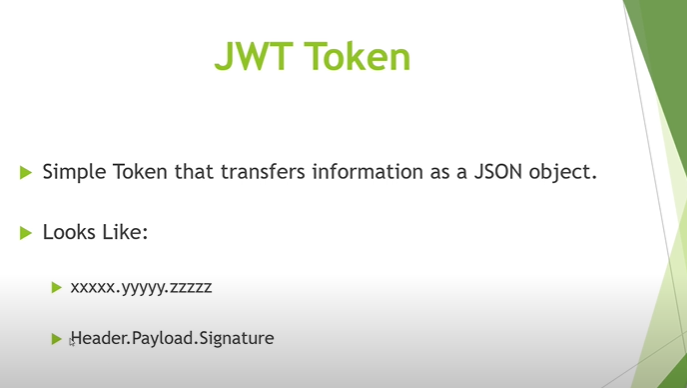 JWT Token
Simple Token that transfers information as a JSON object.
Looks Like:
xxxxx.yyyyy.zzzzz
Header.Payload.Signature